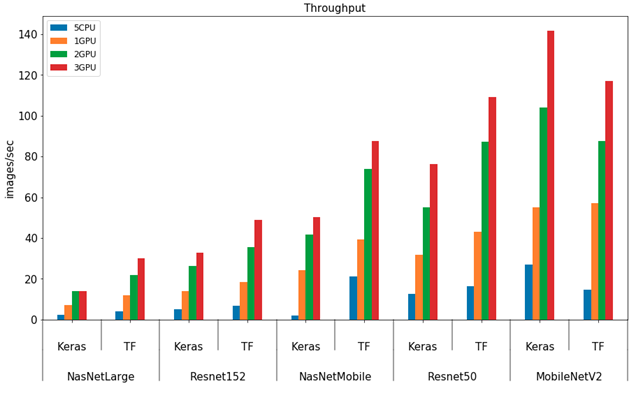 Throughput
5CPU
1GPU
2GPU
3GPU
images/sec
140
120
100
80
60
40
20
0
Keras TF Keras TF Keras TF Keras TF Keras TF
NasNetLarge Resnet152 NasNetMobile Resnet50 MobileNetV2